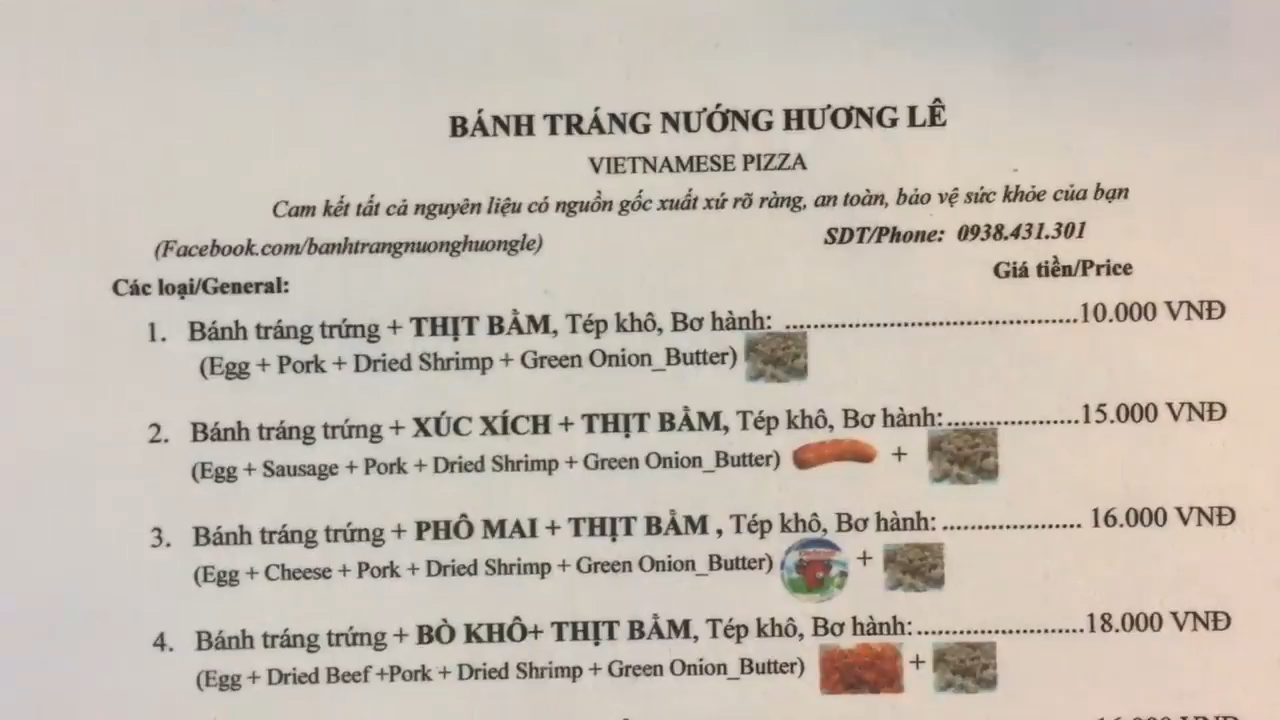 BÁNH TRÁNG NƯỚNG HƯƠNG LÊ
VIETNAMESE PIZZA
Cam kết tất cả nguyên liệu có nguồn gốc xuất xứ rõ ràng, an toàn, bảo vệ sức khỏe của bạn
(Facebook.com/banhtrangnuonghuongle) SDT/Phone: 0938.431.301
Các loại/General: Giá tiền/Price
1. Bánh tráng trứng + THỊT BẰM, Tép khô, Bơ hành: ..........................................10.000 VNĐ
(Egg + Pork + Dried Shrimp + Green Onion_Butter)
2. Bánh tráng trứng + XÚC XÍCH + THỊT BẰM, Tép khô, Bơ hành:...................15.000 VNĐ
(Egg + Sausage + Pork + Dried Shrimp + Green Onion_Butter) +
3. Bánh tráng trứng + PHÔ MAI + THỊT BẰM , Tép khô, Bơ hành: .................... 16.000 VNĐ
(Egg + Cheese + Pork + Dried Shrimp + Green Onion_Butter) +
4. Bánh tráng trứng + BÒ KHÔ+ THỊT BẰM, Tép khô, Bơ hành:........................18.000 VNĐ
(Egg + Dried Beef +Pork + Dried Shrimp + Green Onion_Butter) +